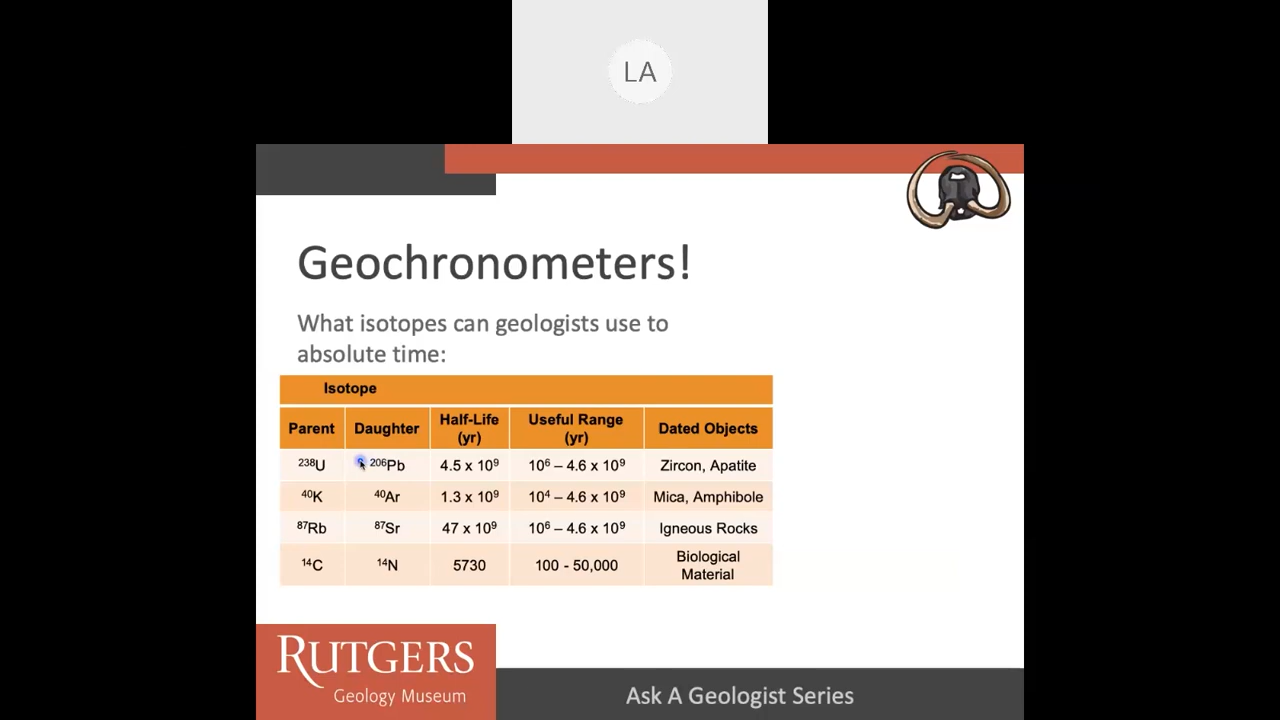 LA
Geochronometers!
What isotopes can geologists use to
absolute time:
Isotope
Parent Daughter Half-Life (yr) Useful Range (yr) Dated Objects
²³⁸U ²⁰⁶Pb 4.5 x 10⁹ 10⁶ – 4.6 x 10⁹ Zircon, Apatite
⁴⁰K ⁴⁰Ar 1.3 x 10⁹ 10⁴ – 4.6 x 10⁹ Mica, Amphibole
⁸⁷Rb ⁸⁷Sr 47 x 10⁹ 10⁶ – 4.6 x 10⁹ Igneous Rocks
¹⁴C ¹⁴N 5730 100 - 50,000 Biological Material
RUTGERS
Geology Museum
Ask A Geologist Series